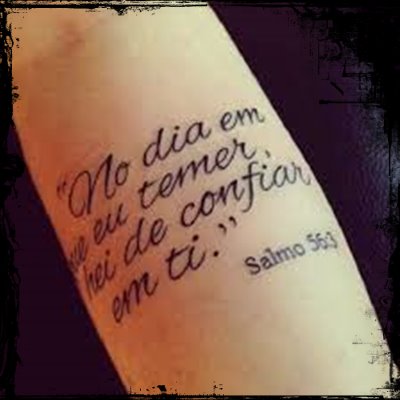 “No dia em
que eu temer,
hei de confiar
em ti.”
Salmo 56:3